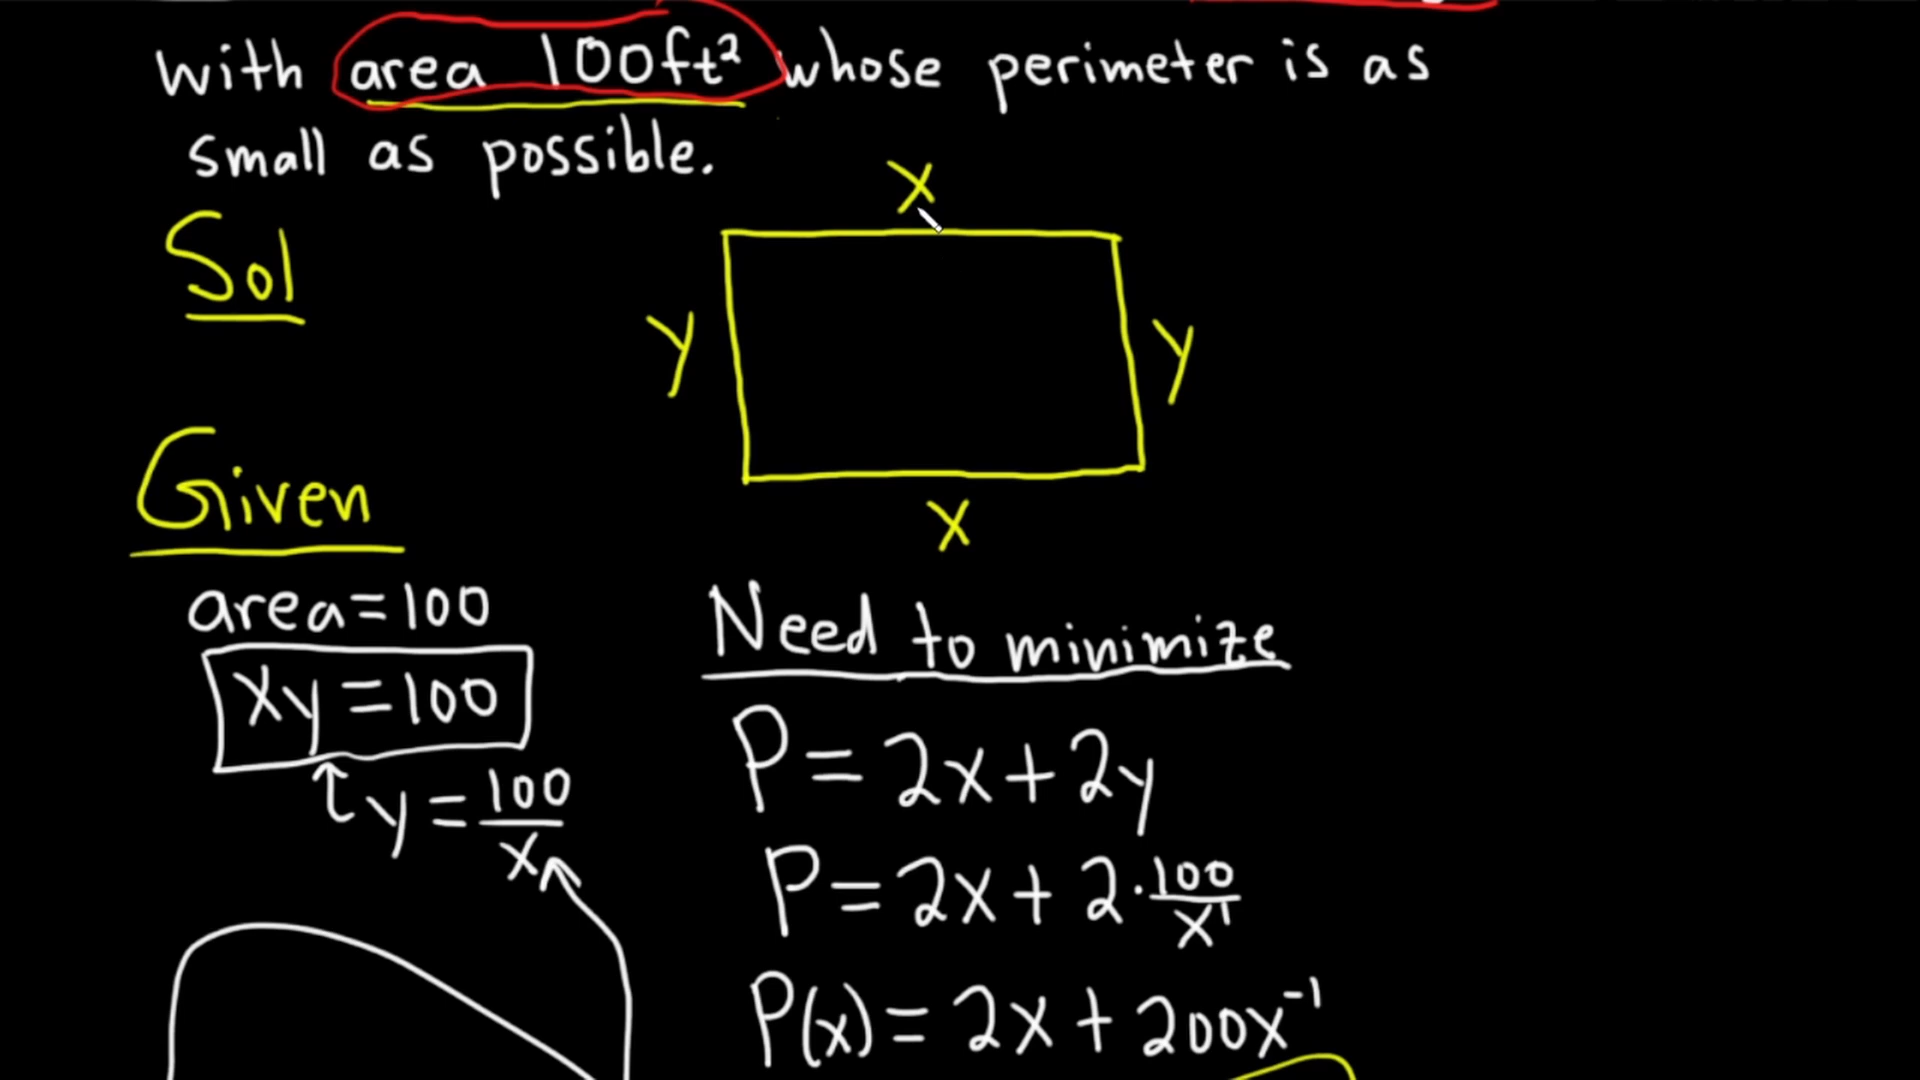 with area 100ft² whose perimeter is as
small as possible.
Sol
x
y
y
x
Given
area=100
xy=100
y=100/x
Need to minimize
P=2x+2y
P=2x+2·100/x¹
P(x)=2x+200x⁻¹